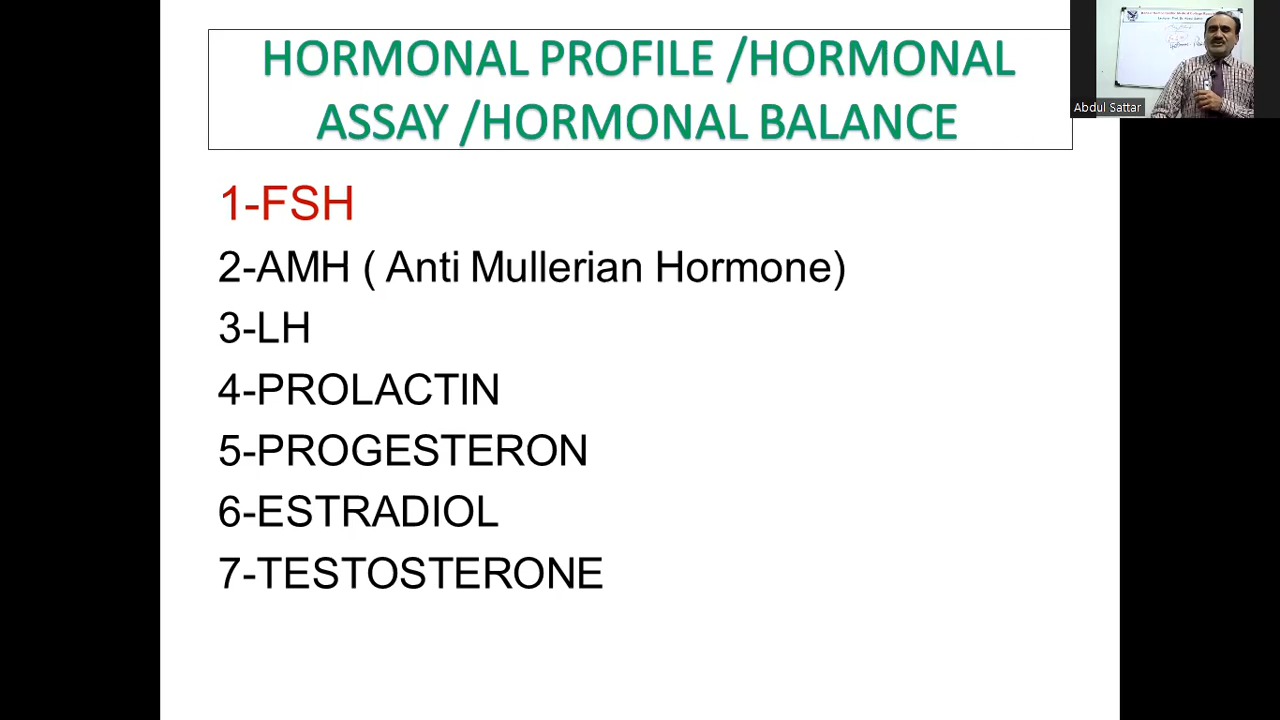 HORMONAL PROFILE /HORMONAL
ASSAY /HORMONAL BALANCE
1-FSH
2-AMH ( Anti Mullerian Hormone)
3-LH
4-PROLACTIN
5-PROGESTERON
6-ESTRADIOL
7-TESTOSTERONE
Abdul Sattar